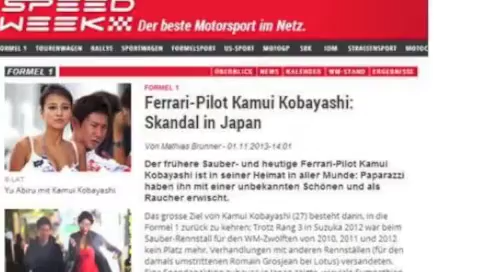 SPEED
WEEK Der beste Motorsport im Netz.
FORMEL 1 TOURENWAGEN RALLYE SPORTWAGEN FORMELSPORT US-SPORT MOTOGP SBK IDM STRASSENSPORT MOTOC
FORMEL 1 ÜBERBLICK NEWS KALENDER WM-STAND ERGEBNISSE
FORMEL 1
Ferrari-Pilot Kamui Kobayashi:
Skandal in Japan
Von Mathias Brunner - 01.11.2013-14:01
Der frühere Sauber- und heutige Ferrari-Pilot Kamui
Kobayashi ist in seiner Heimat in aller Munde: Paparazzi
haben ihn mit einer unbekannten Schönen und als
Raucher erwischt.
© LAT
Yu Abiru mit Kamui Kobayashi
Das grosse Ziel von Kamui Kobayashi (27) besteht darin, in die
Formel 1 zurück zu kehren: Trotz Rang 3 in Suzuka 2012 war beim
Sauber-Rennstall für den WM-Zwölften von 2010, 2011 und 2012
kein Platz mehr. Verhandlungen mit anderen Rennställen (für den
damals umstrittenen Romain Grosjean bei Lotus) versandeten.